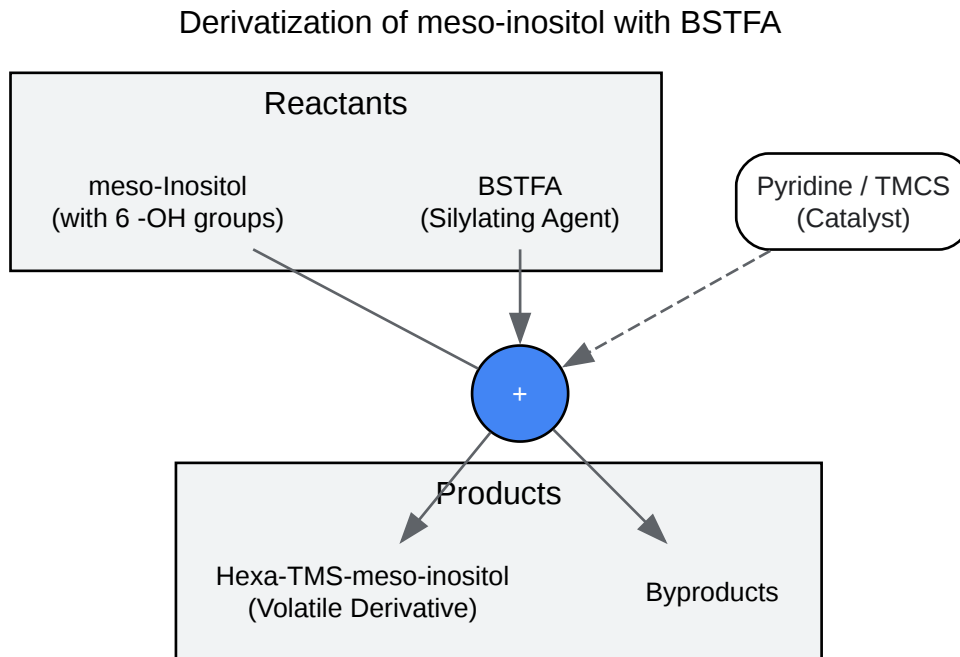 Derivatization of meso-inositol with BSTFA
Reactants
meso-Inositol
(with 6 -OH groups)
BSTFA
(Silylating Agent)
Pyridine / TMCS
(Catalyst)
+
Products
Hexa-TMS-meso-inositol
(Volatile Derivative)
Byproducts